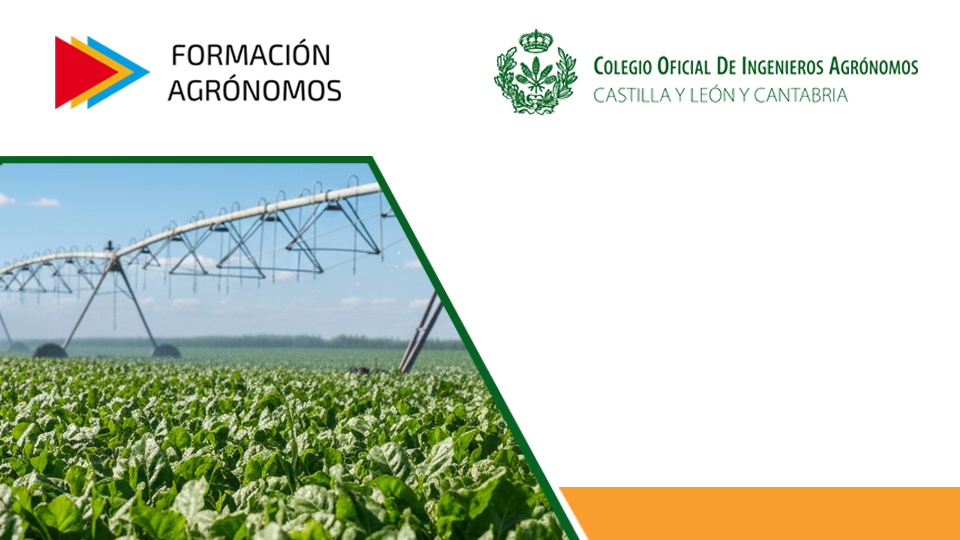 FORMACIÓN
AGRÓNOMOS
COLEGIO OFICIAL DE INGENIEROS AGRÓNOMOS
CASTILLA Y LEÓN Y CANTABRIA